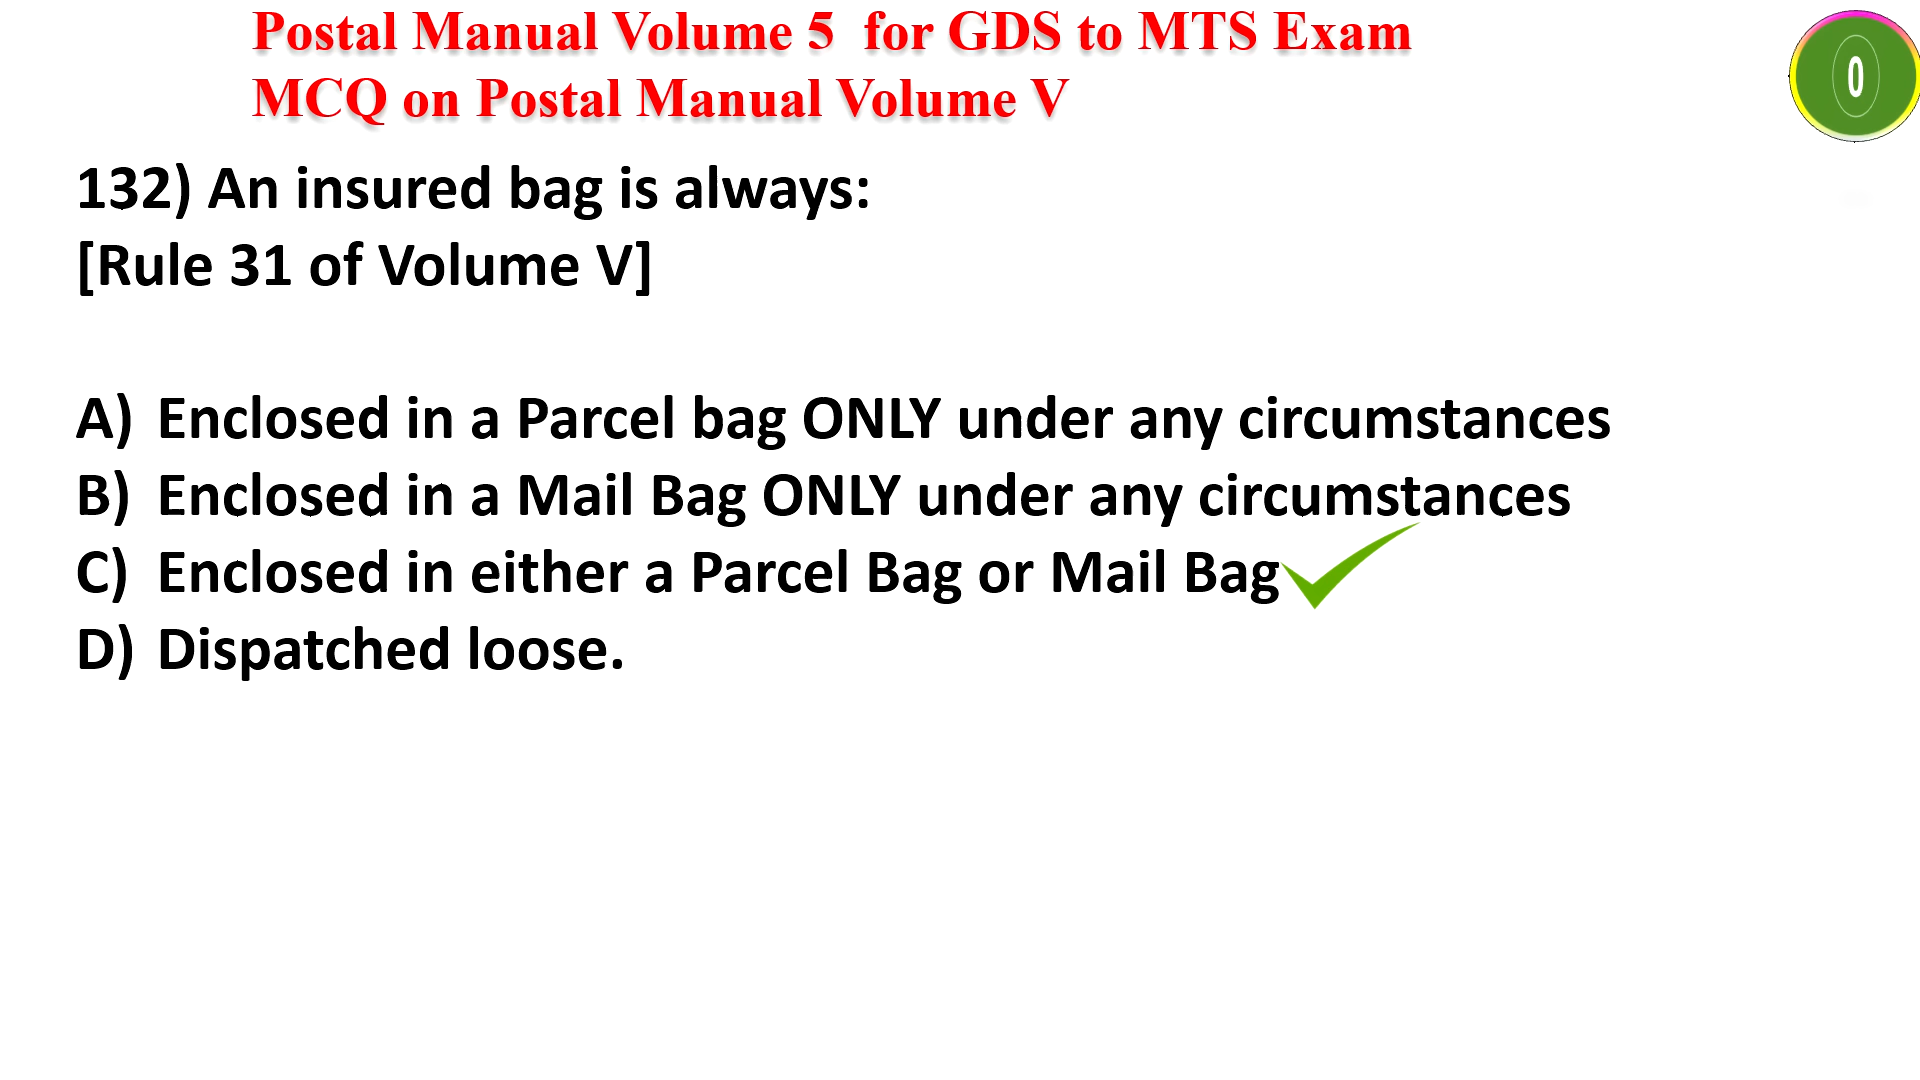 Postal Manual Volume 5  for GDS to MTS Exam
MCQ on Postal Manual Volume V
0
132) An insured bag is always:
[Rule 31 of Volume V]
A) Enclosed in a Parcel bag ONLY under any circumstances
B) Enclosed in a Mail Bag ONLY under any circumstances
C) Enclosed in either a Parcel Bag or Mail Bag
D) Dispatched loose.